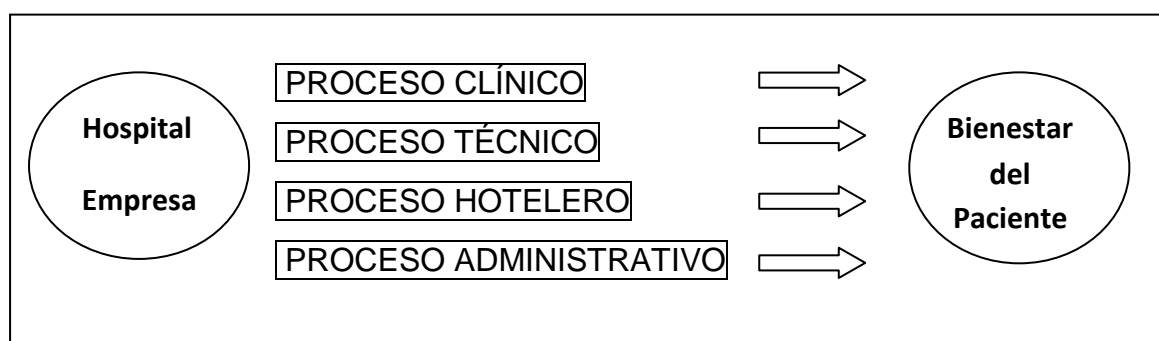 Hospital
Empresa
PROCESO CLÍNICO
PROCESO TÉCNICO
PROCESO HOTELERO
PROCESO ADMINISTRATIVO
Bienestar
del
Paciente